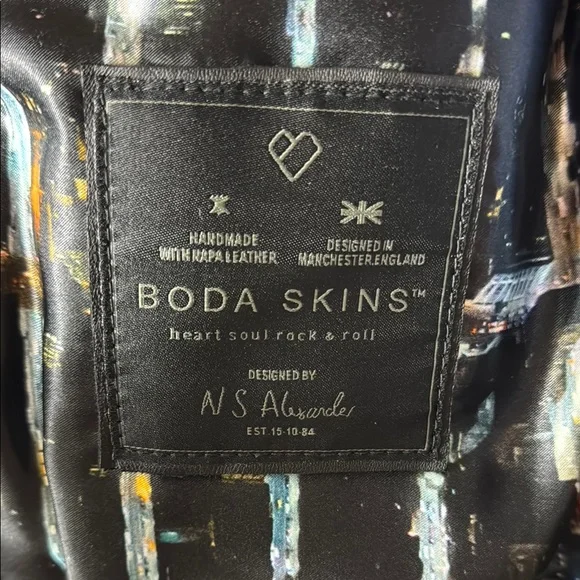 HANDMADE
WITH NAPA LEATHER
DESIGNED IN
MANCHESTER.ENGLAND
BODA SKINS™
heart soul rock & roll
DESIGNED BY
N S Alexander
EST. 15-10-84